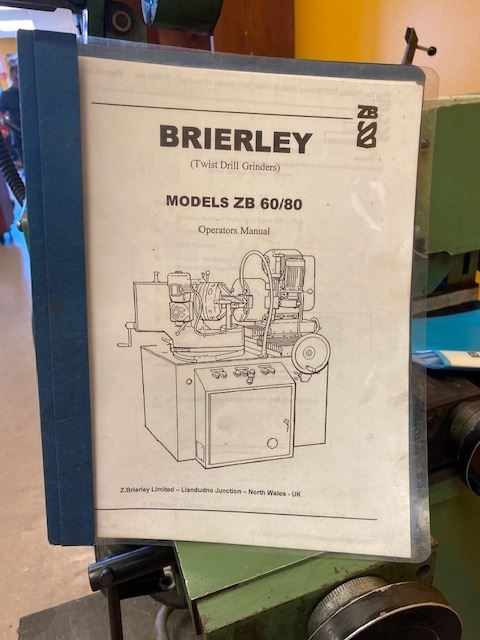 ZB
BRIERLEY
(Twist Drill Grinders)
MODELS ZB 60/80
Operators Manual
Z.Brierley Limited – Llandudno Junction – North Wales - UK